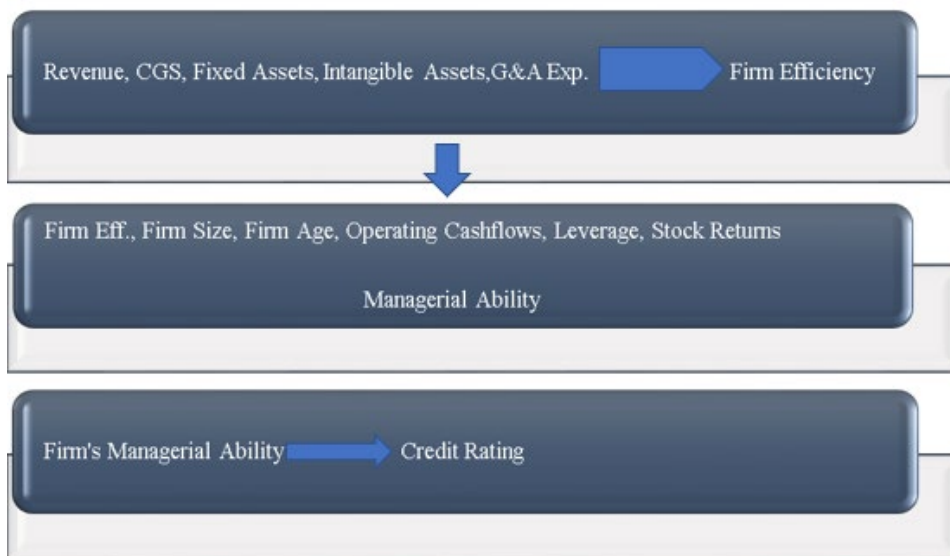 Revenue, CGS, Fixed Assets, Intangible Assets,G&A Exp. Firm Efficiency
Firm Eff., Firm Size, Firm Age, Operating Cashflows, Leverage, Stock Returns
Managerial Ability
Firm's Managerial Ability Credit Rating